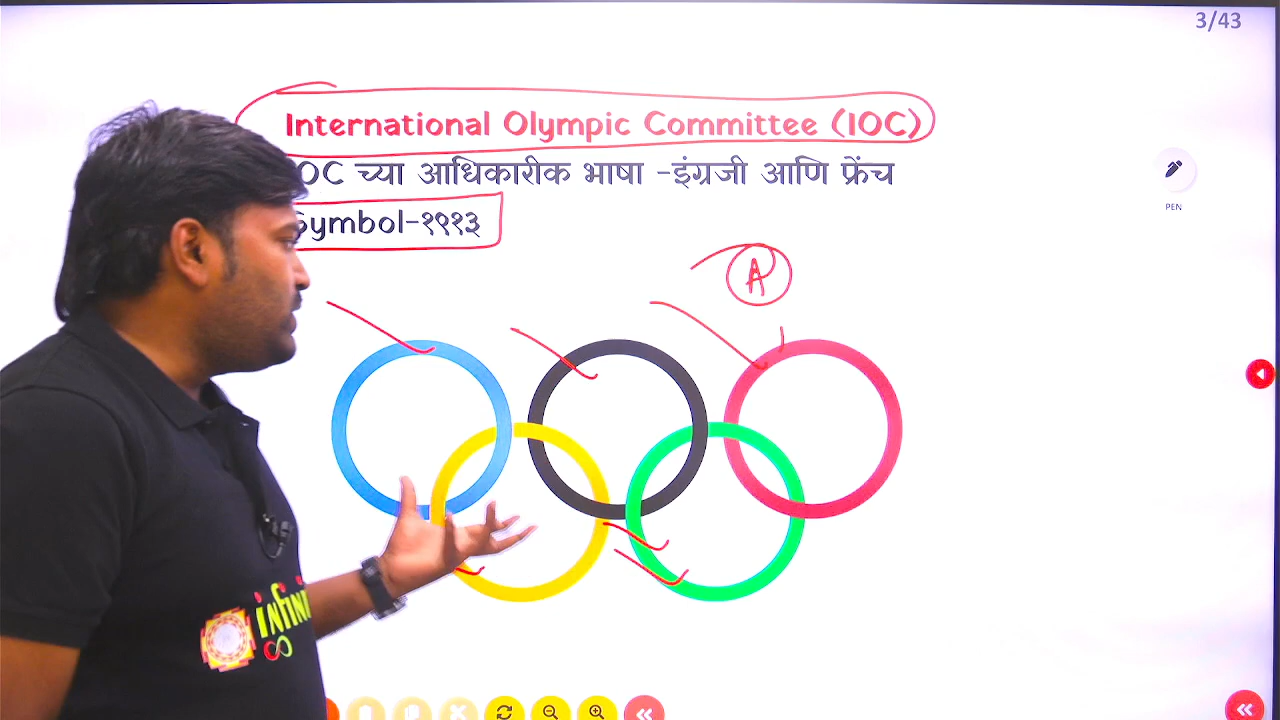 3/43
International Olympic Committee (IOC)
OC च्या आधिकारीक भाषा -इंग्रजी आणि फ्रेंच
Symbol-१९१३
PEN
A
infini